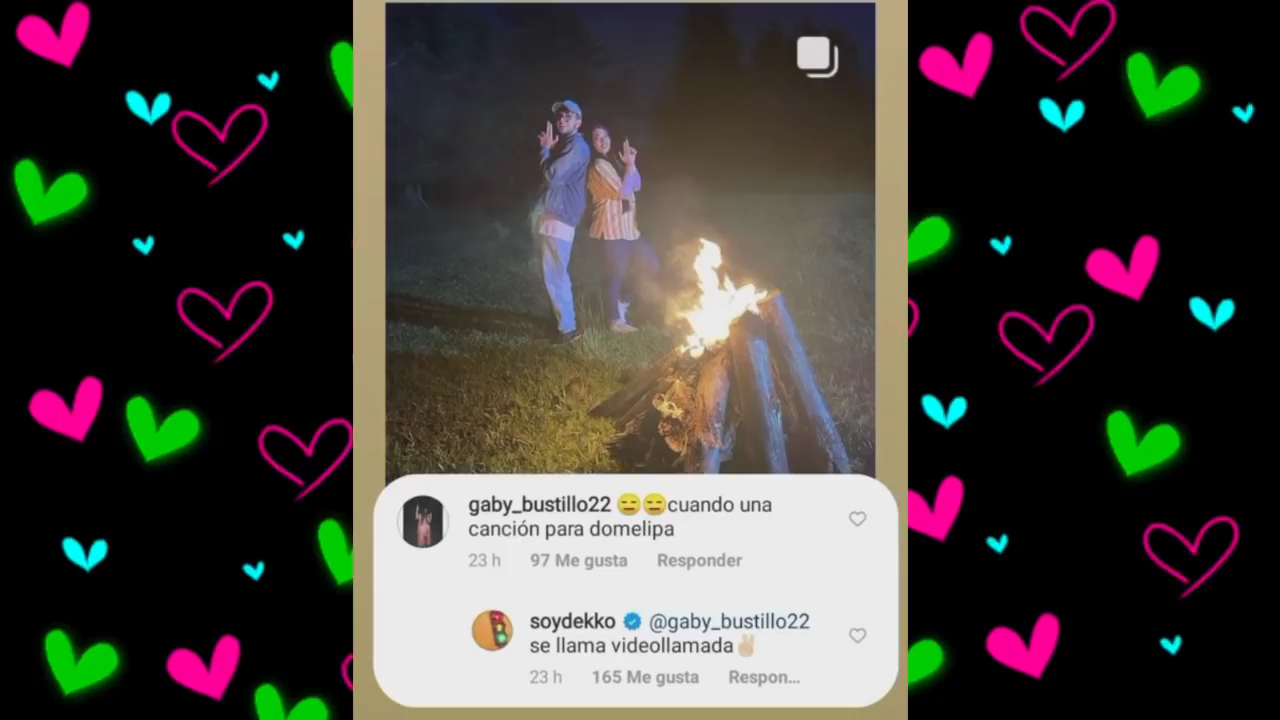 gaby_bustillo22 😑😑cuando una
canción para domelipa
23 h 97 Me gusta Responder
soydekko @gaby_bustillo22
se llama videollamada✌🏻
23 h 165 Me gusta Respon...